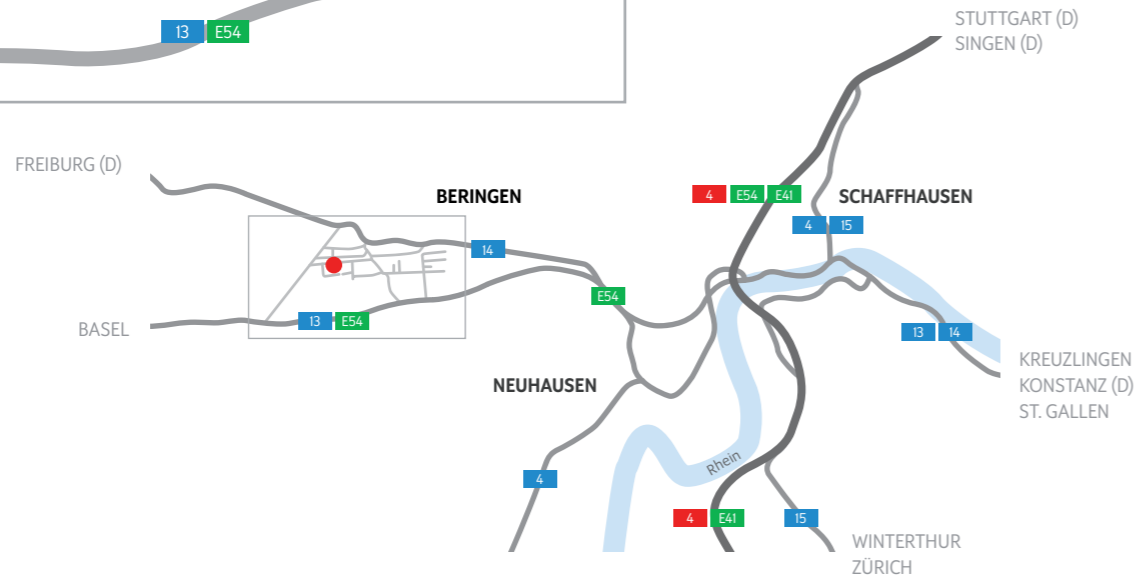 13 E54
STUTTGART (D)
SINGEN (D)
FREIBURG (D)
BERINGEN
4 E54 E41
SCHAFFHAUSEN
4 15
14
E54
13 E54
BASEL
13 14
NEUHAUSEN
KREUZLINGEN
KONSTANZ (D)
ST. GALLEN
Rhein
4
4 E41
15
WINTERTHUR
ZÜRICH